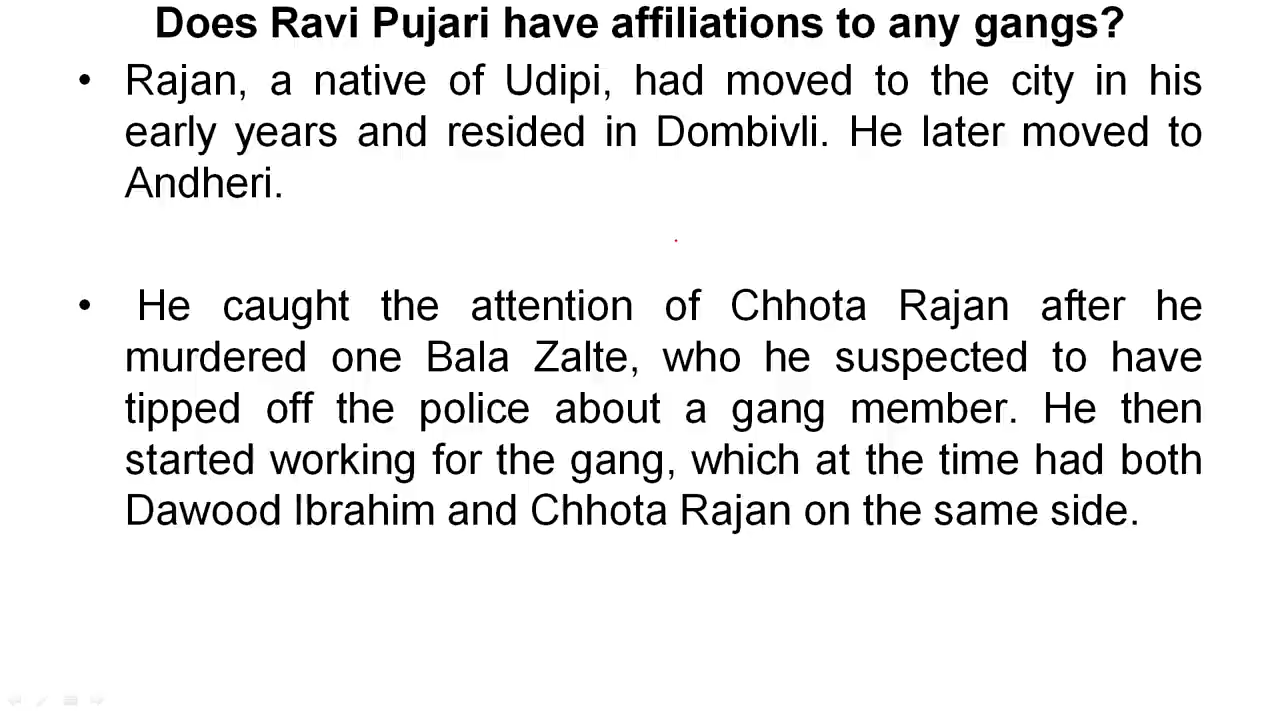 Does Ravi Pujari have affiliations to any gangs?
• Rajan, a native of Udipi, had moved to the city in his
early years and resided in Dombivli. He later moved to
Andheri.
• He caught the attention of Chhota Rajan after he
murdered one Bala Zalte, who he suspected to have
tipped off the police about a gang member. He then
started working for the gang, which at the time had both
Dawood Ibrahim and Chhota Rajan on the same side.